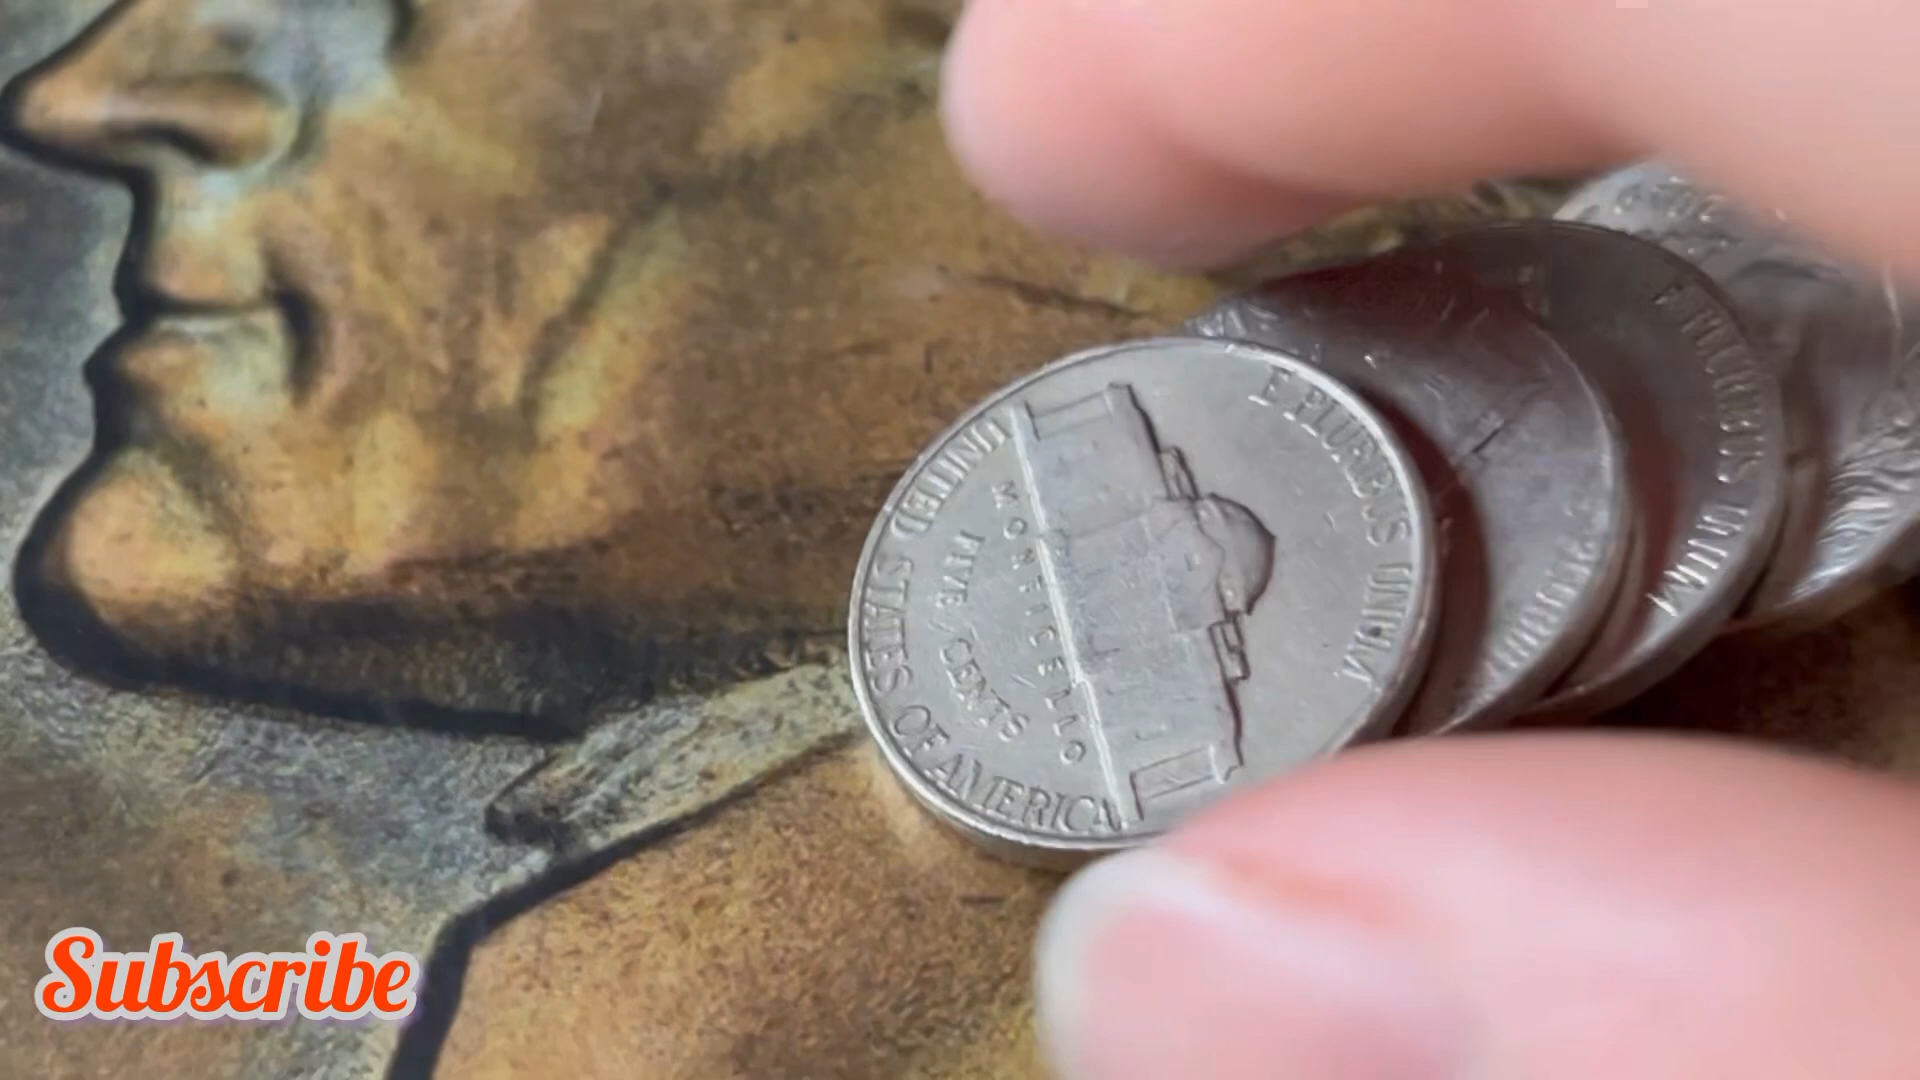 E PLURIBUS UNUM
MONTICELLO
FIVE CENTS
UNITED STATES OF AMERICA
E PLURIBUS UNUM
Subscribe